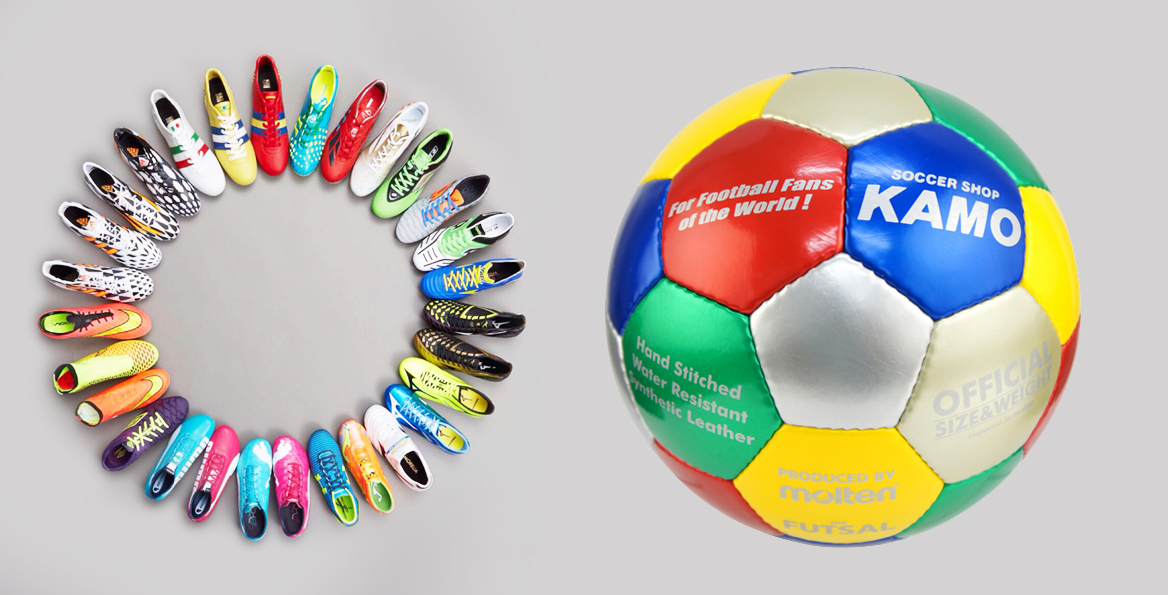 For Football Fans
of the World !
SOCCER SHOP
KAMO
Hand Stitched
Water Resistant
Synthetic Leather
OFFICIAL
SIZE & WEIGHT
PRODUCED BY
molten
FUTSAL